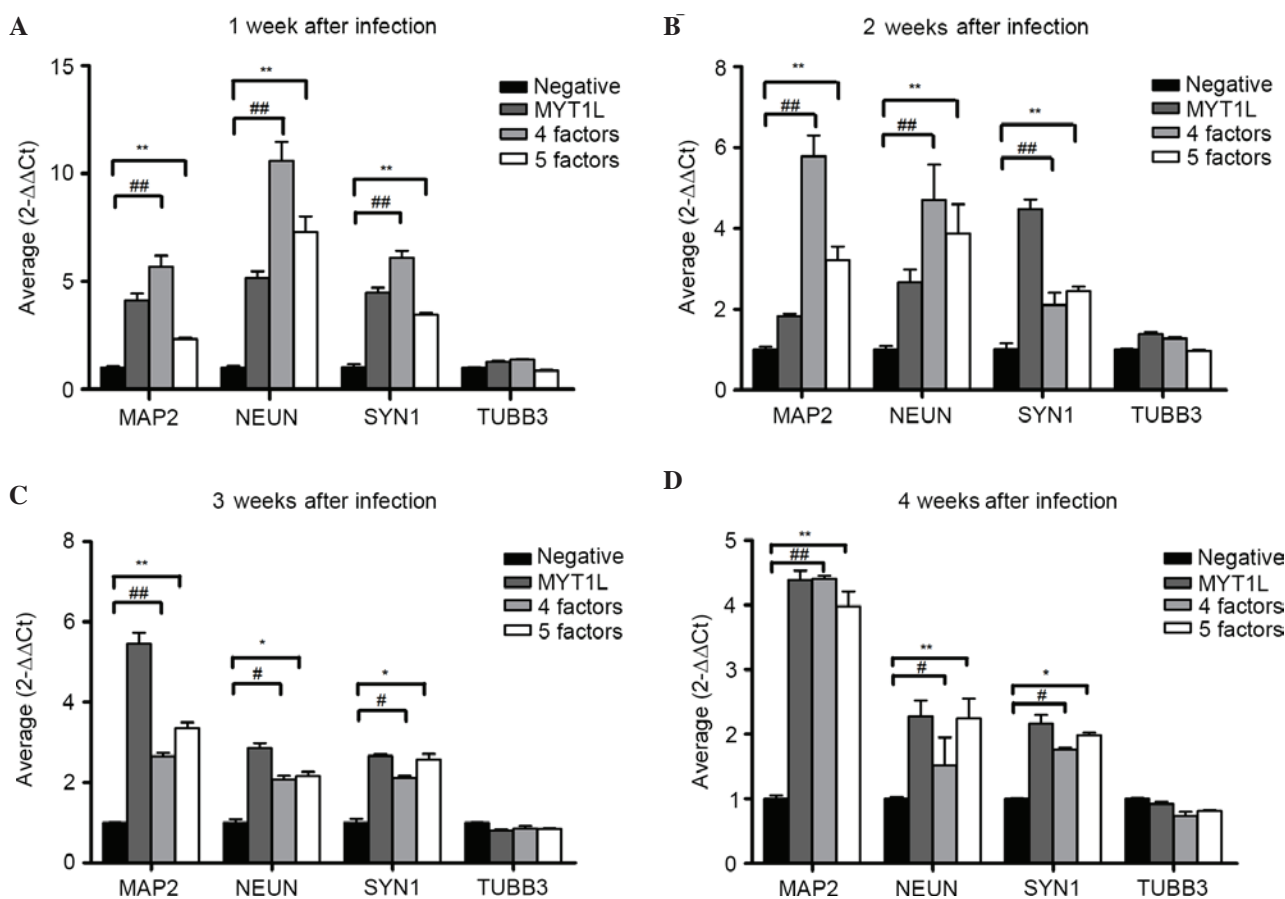 A
1 week after infection
Average (2-ΔΔCt)
15
10
5
0
** ## ** ## ** ##
Negative
MYT1L
4 factors
5 factors
MAP2 NEUN SYN1 TUBB3
B
2 weeks after infection
Average (2-ΔΔCt)
8
6
4
2
0
** ## ** ## ** ##
Negative
MYT1L
4 factors
5 factors
MAP2 NEUN SYN1 TUBB3
C
3 weeks after infection
Average (2-ΔΔCt)
8
6
4
2
0
** ## * # * #
Negative
MYT1L
4 factors
5 factors
MAP2 NEUN SYN1 TUBB3
D
4 weeks after infection
Average (2-ΔΔCt)
5
4
3
2
1
0
** ## ** # * #
Negative
MYT1L
4 factors
5 factors
MAP2 NEUN SYN1 TUBB3